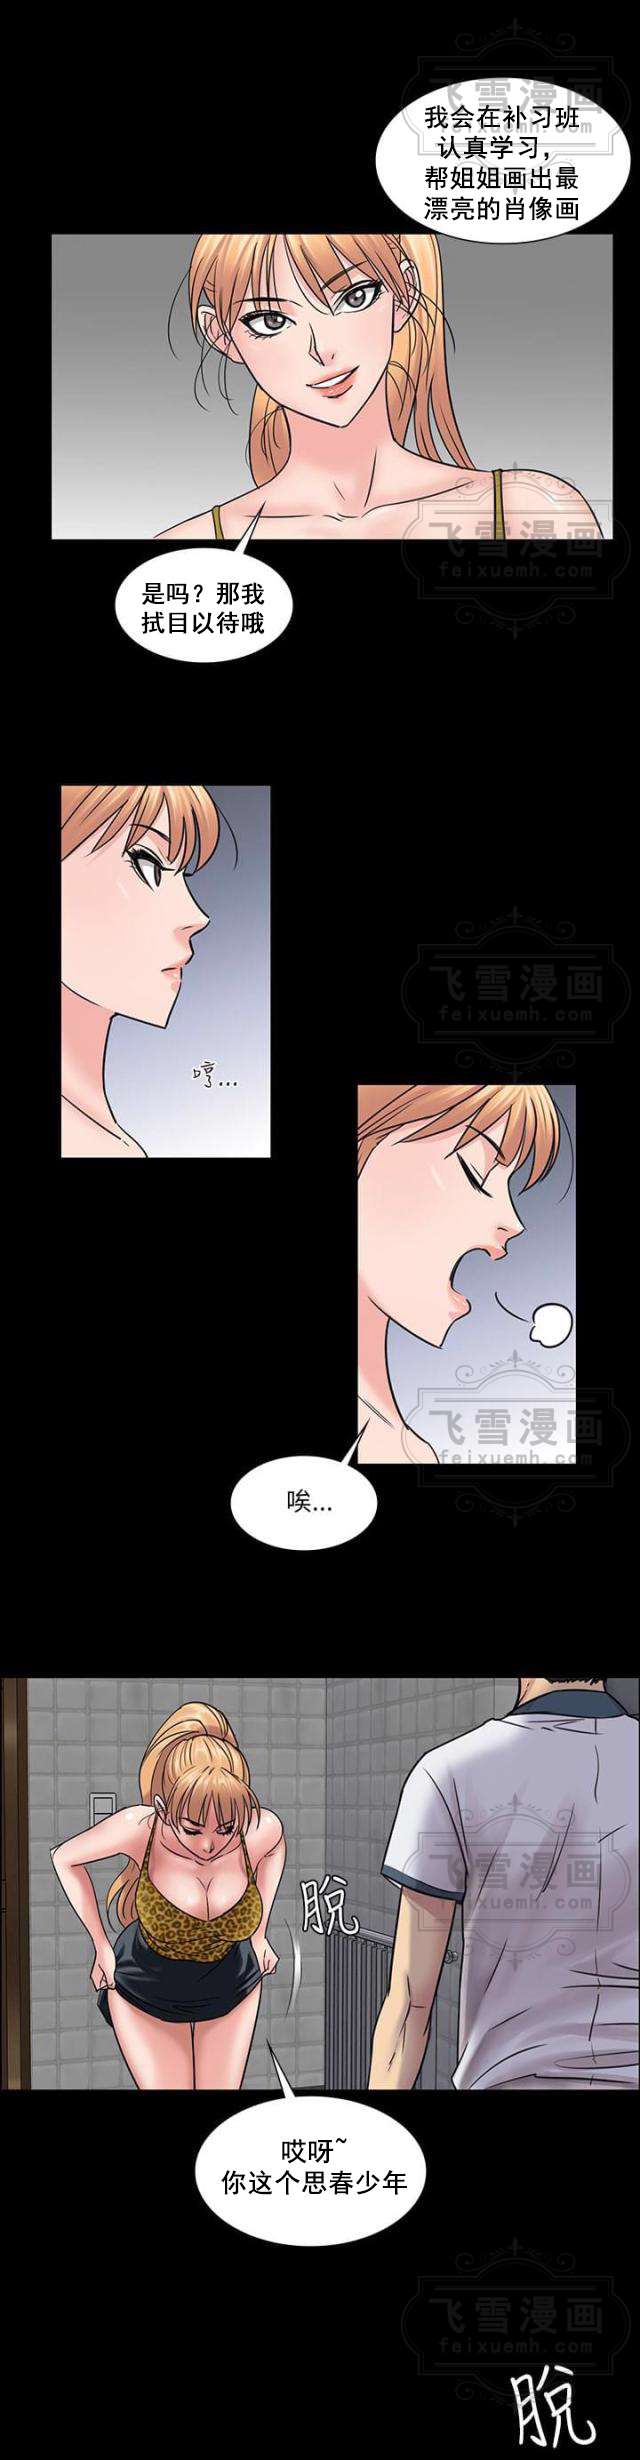 飞雪漫画
我会在补习班
认真学习，
帮姐姐画出最
漂亮的肖像画
飞雪漫画
feixuemh.com
是吗？那我
拭目以待哦
飞雪漫画
feixuemh.com
哼...
飞雪漫画
feixuemh.com
唉...
飞雪漫画
feixuemh.com
脫
哎呀~
你这个思春少年
飞雪漫画
feixuemh.com
脫